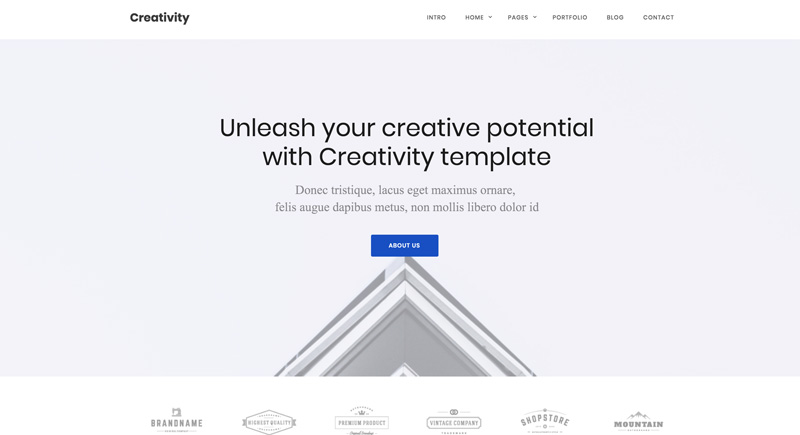 Creativity
INTRO HOME PAGES PORTFOLIO BLOG CONTACT
Unleash your creative potential
with Creativity template
Donec tristique, lacus eget maximus ornare,
felis augue dapibus metus, non mollis libero dolor id
ABOUT US
BRANDNAME
HIGHEST QUALITY
PREMIUM PRODUCT
VINTAGE COMPANY
SHOPSTORE
MOUNTAIN